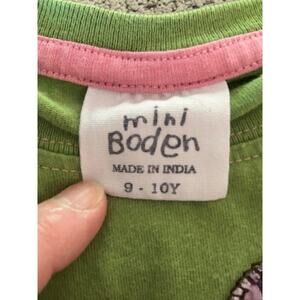 mini
Boden
MADE IN INDIA
9 - 10Y